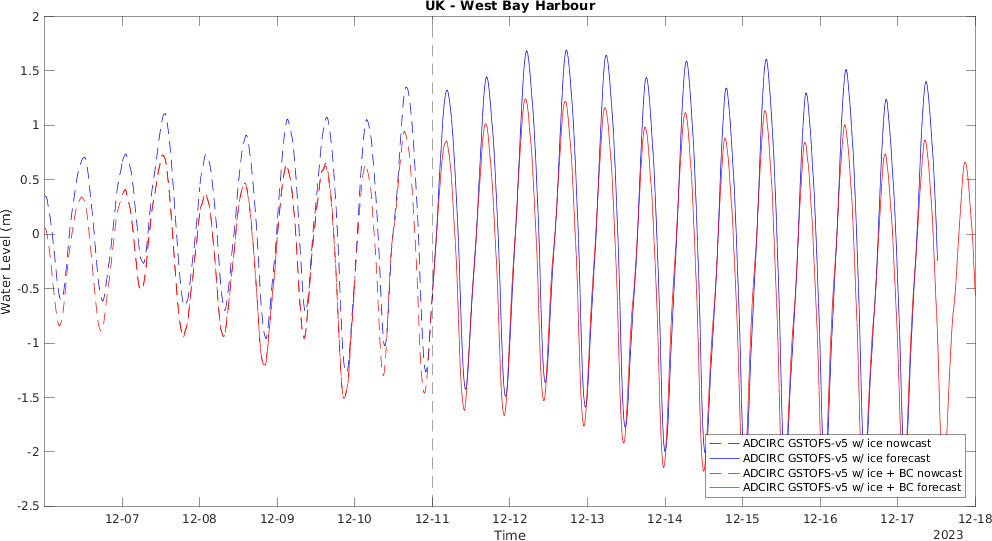 UK - West Bay Harbour
2
1.5
1
0.5
0
-0.5
-1
-1.5
-2
-2.5
Water Level (m)
ADCIRC GSTOFS-v5 w/ ice nowcast
ADCIRC GSTOFS-v5 w/ ice forecast
ADCIRC GSTOFS-v5 w/ ice + BC nowcast
ADCIRC GSTOFS-v5 w/ ice + BC forecast
12-07 12-08 12-09 12-10 12-11 12-12 12-13 12-14 12-15 12-16 12-17 12-18
Time
2023